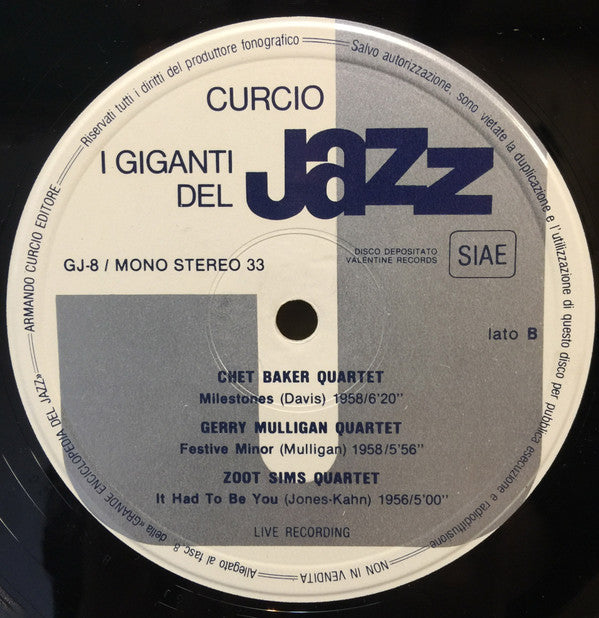 Riservati tutti i diritti del produttore fonografico
Salvo autorizzazione, sono vietate la duplicazione e l'utilizzazione di questo disco per pubblica esecuzione e radiodiffusione
CURCIO
I GIGANTI
DEL
Jazz
GJ-8 / MONO STEREO 33
DISCO DEPOSITATO
VALENTINE RECORDS
SIAE
lato B
CHET BAKER QUARTET
Milestones (Davis) 1958/6'20"
GERRY MULLIGAN QUARTET
Festive Minor (Mulligan) 1958/5'56"
ZOOT SIMS QUARTET
It Had To Be You (Jones-Kahn) 1956/5'00"
LIVE RECORDING
NON IN VENDITA
Allegato al fasc. 8 della «GRANDE ENCICLOPEDIA DEL JAZZ»
ARMANDO CURCIO EDITORE